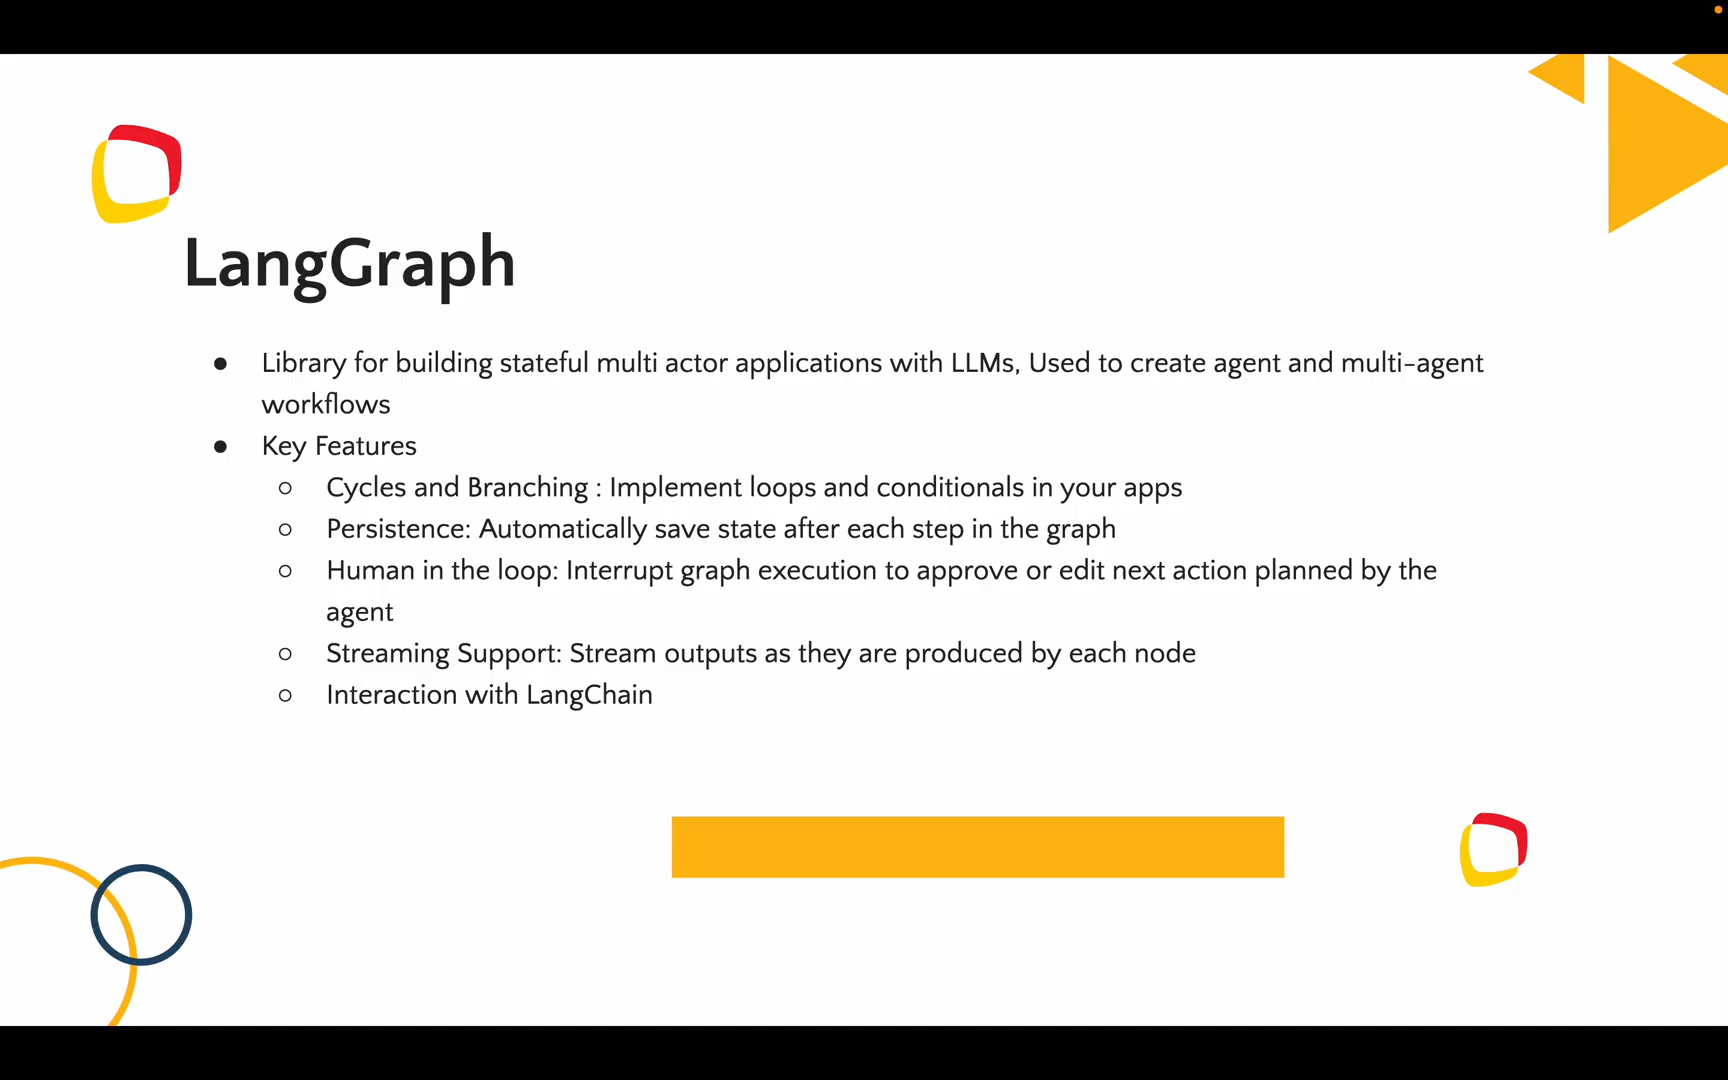 LangGraph
● Library for building stateful multi actor applications with LLMs, Used to create agent and multi-agent
workflows
● Key Features
○ Cycles and Branching : Implement loops and conditionals in your apps
○ Persistence: Automatically save state after each step in the graph
○ Human in the loop: Interrupt graph execution to approve or edit next action planned by the
agent
○ Streaming Support: Stream outputs as they are produced by each node
○ Interaction with LangChain